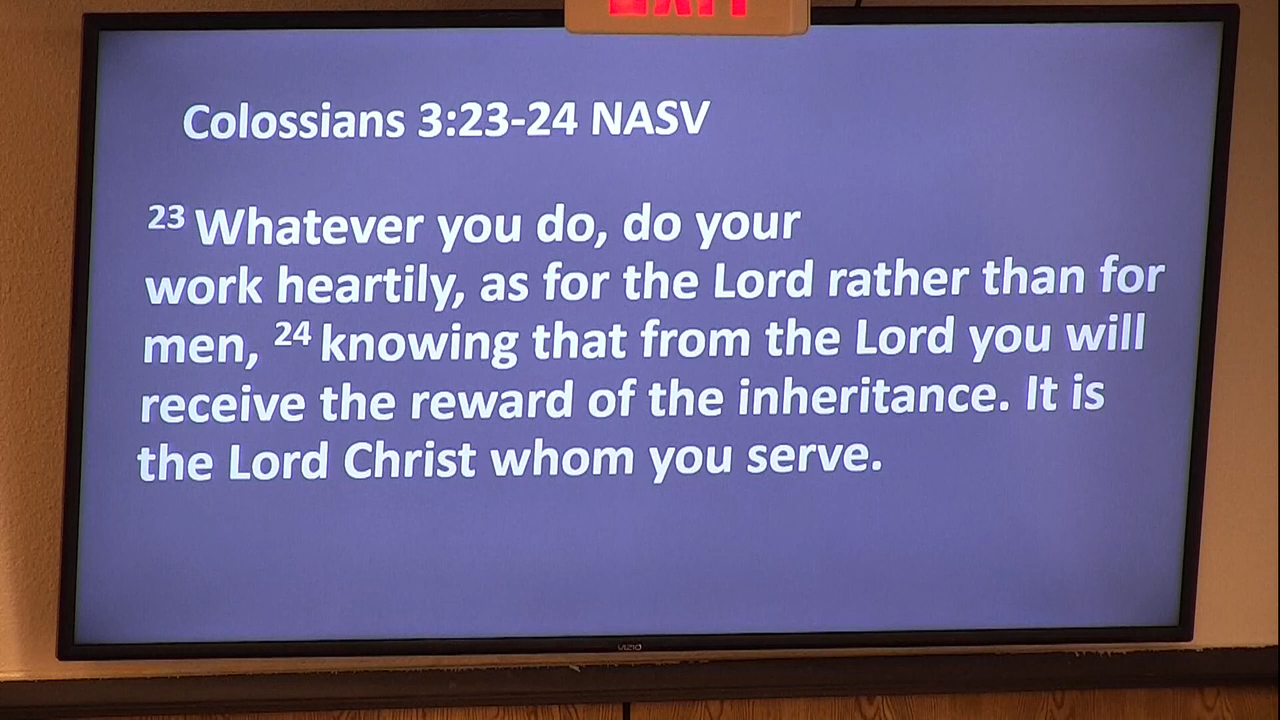 EXIT
Colossians 3:23-24 NASV
23 Whatever you do, do your
work heartily, as for the Lord rather than for
men, 24 knowing that from the Lord you will
receive the reward of the inheritance. It is
the Lord Christ whom you serve.
VIZIO